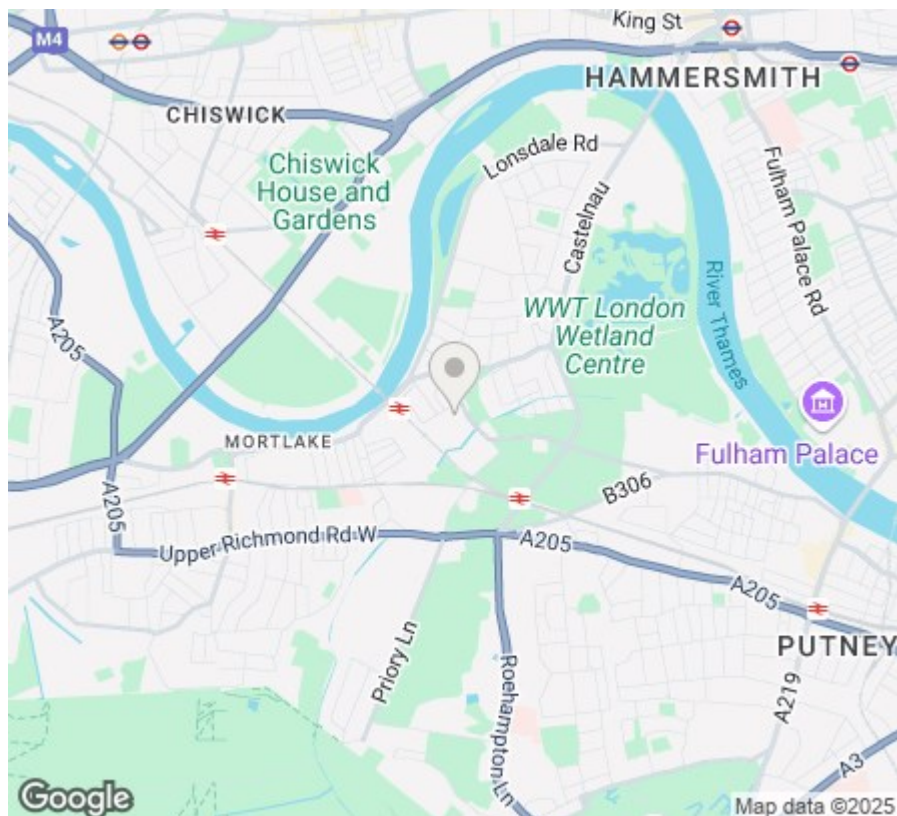 King St
M4
HAMMERSMITH
CHISWICK
Lonsdale Rd
Chiswick
House and
Gardens
Fulham Palace Rd
Castelnau
River Thames
WWT London
Wetland
Centre
A205
MORTLAKE
Fulham Palace
A205
B306
Upper Richmond Rd W
A205
A205
Priory Ln
Roehampton Ln
PUTNEY
A219
A3
Google
Map data ©2025